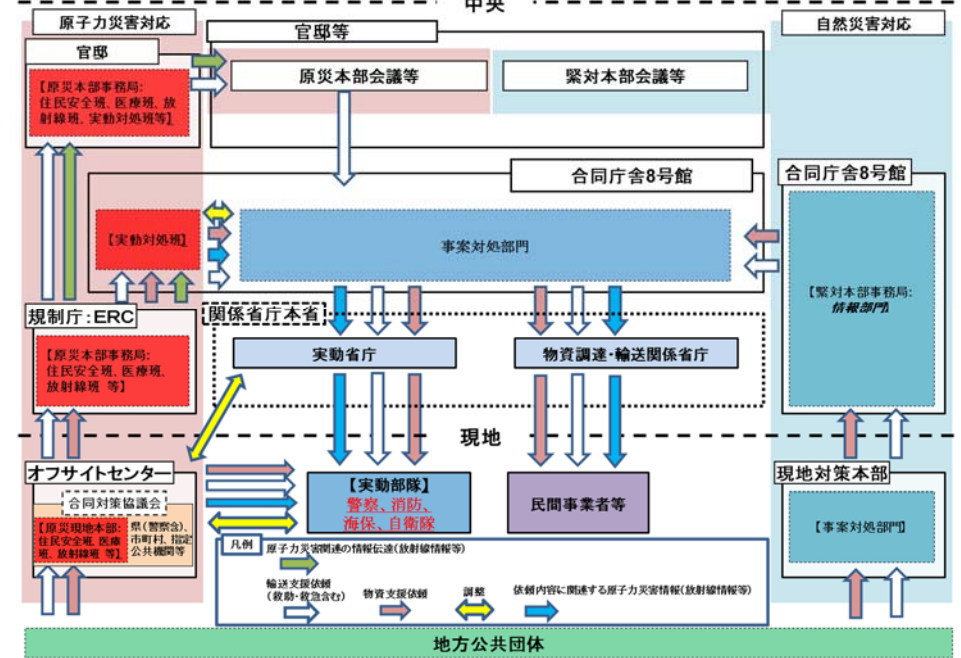 中央
原子力災害対応
官邸等
自然災害対応
官邸
原災本部会議等
緊対本部会議等
【原災本部事務局:
住民安全班、医療班、放
射線班、実動対処班等】
合同庁舎8号館
合同庁舎8号館
【実動対処班】
事案対処部門
【緊対本部事務局:
情報部門】
規制庁:ERC
関係省庁本省
【原災本部事務局:
住民安全班、医療班、
放射線班 等】
実動省庁
物資調達・輸送関係省庁
現地
オフサイトセンター
現地対策本部
合同対策協議会
【原災現地本部:
住民安全班、医療
班、放射線班 等】
県(警察含)、
市町村、指定
公共機関等
【実動部隊】
警察、消防、
海保、自衛隊
民間事業者等
【事案対処部門】
凡例
原子力災害関連の情報伝達(放射線情報等)
輸送支援依頼
(救助・救急含む)
物資支援依頼
調整
依頼内容に関連する原子力災害情報(放射線情報等)
地方公共団体